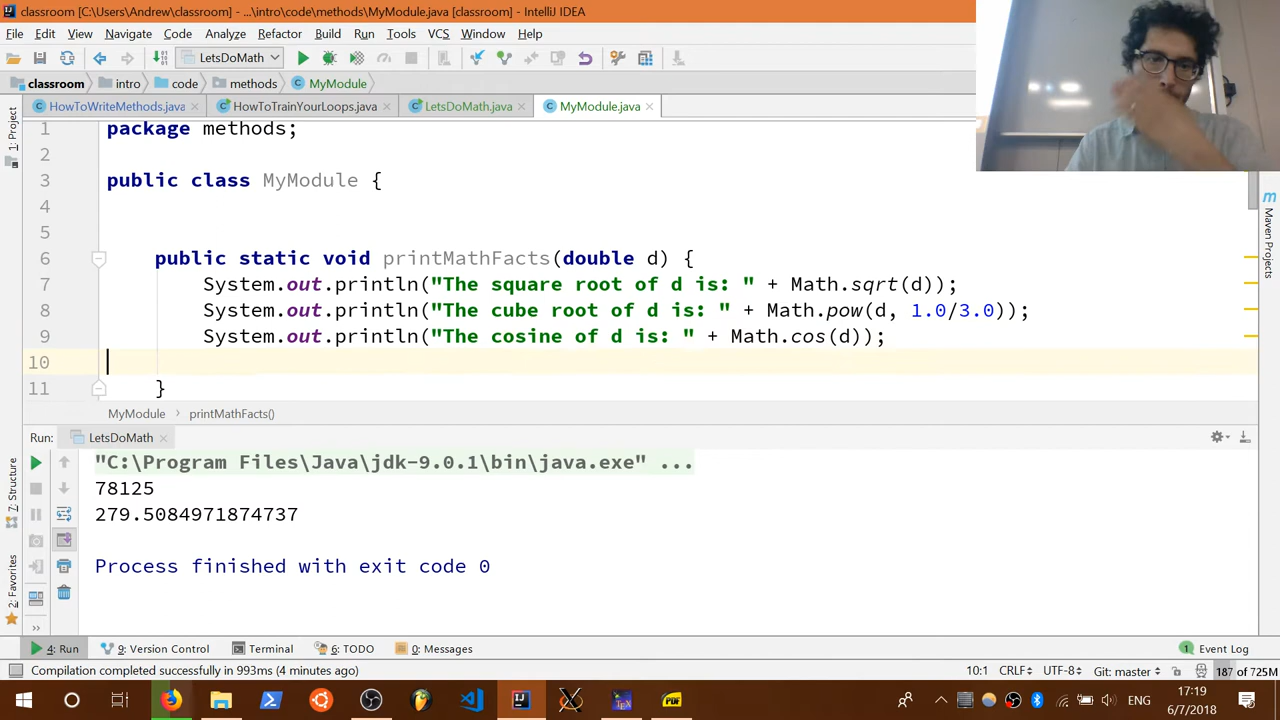 classroom [C:\Users\Andrew\classroom] - ...\intro\code\methods\MyModule.java [classroom] - IntelliJ IDEA
File Edit View Navigate Code Analyze Refactor Build Run Tools VCS Window Help
LetsDoMath
classroom intro code methods MyModule.java
HowToWriteMethods.java HowToTrainYourLoops.java LetsDoMath.java MyModule.java
1 package methods;
2
3 public class MyModule {
4
5
6 public static void printMathFacts(double d) {
7 System.out.println("The square root of d is: " + Math.sqrt(d));
8 System.out.println("The cube root of d is: " + Math.pow(d, 1.0/3.0));
9 System.out.println("The cosine of d is: " + Math.cos(d));
10
11 }
MyModule printMathFacts()
1: Project
Maven Projects
Run: LetsDoMath
"C:\Program Files\Java\jdk-9.0.1\bin\java.exe" ...
78125
279.5084971874737
Process finished with exit code 0
7: Structure
2: Favorites
4: Run 9: Version Control Terminal 6: TODO 0: Messages 1 Event Log
Compilation completed successfully in 993ms (4 minutes ago) 10:1 CRLF UTF-8 Git: master 187 of 725M
ENG 17:19
6/7/2018